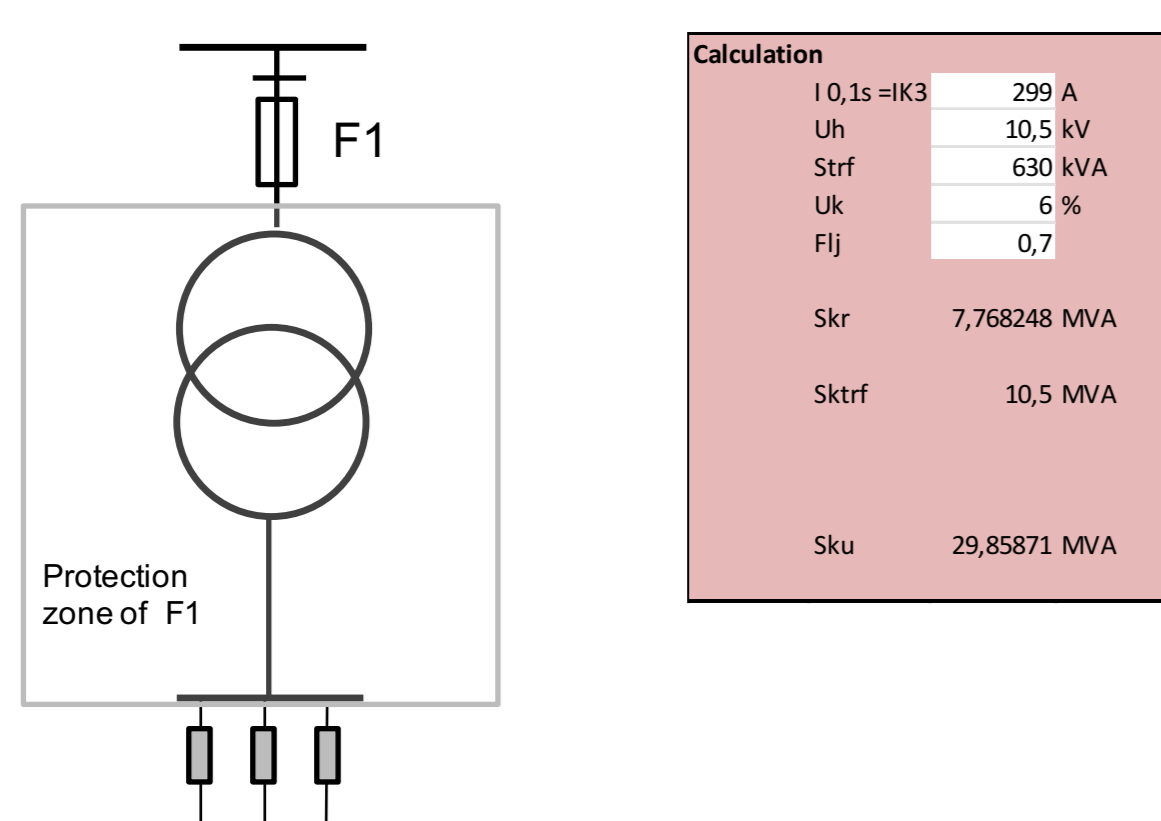 F1
Protection
zone of F1
Calculation
I 0,1s =IK3 299 A
Uh 10,5 kV
Strf 630 kVA
Uk 6 %
Flj 0,7
Skr 7,768248 MVA
Sktrf 10,5 MVA
Sku 29,85871 MVA